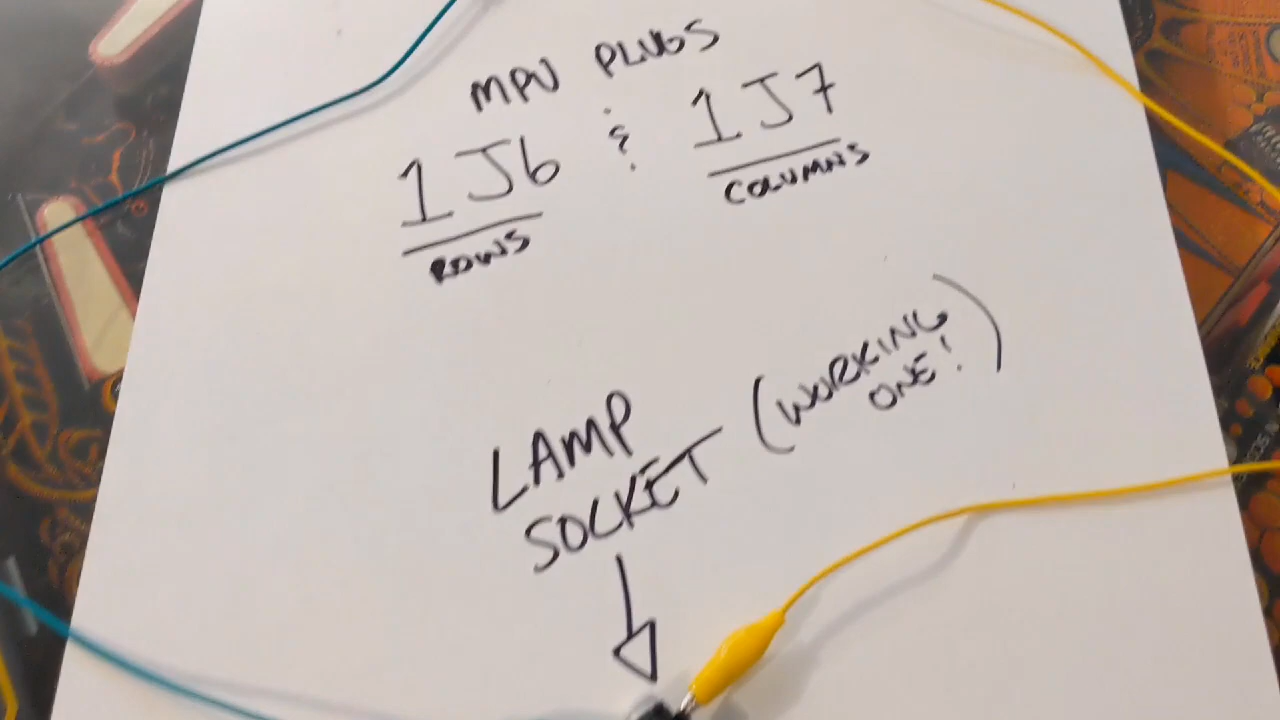 MPU PLUGS
1J6 & 1J7
ROWS COLUMNS
LAMP
SOCKET (WORKING
ONE!)